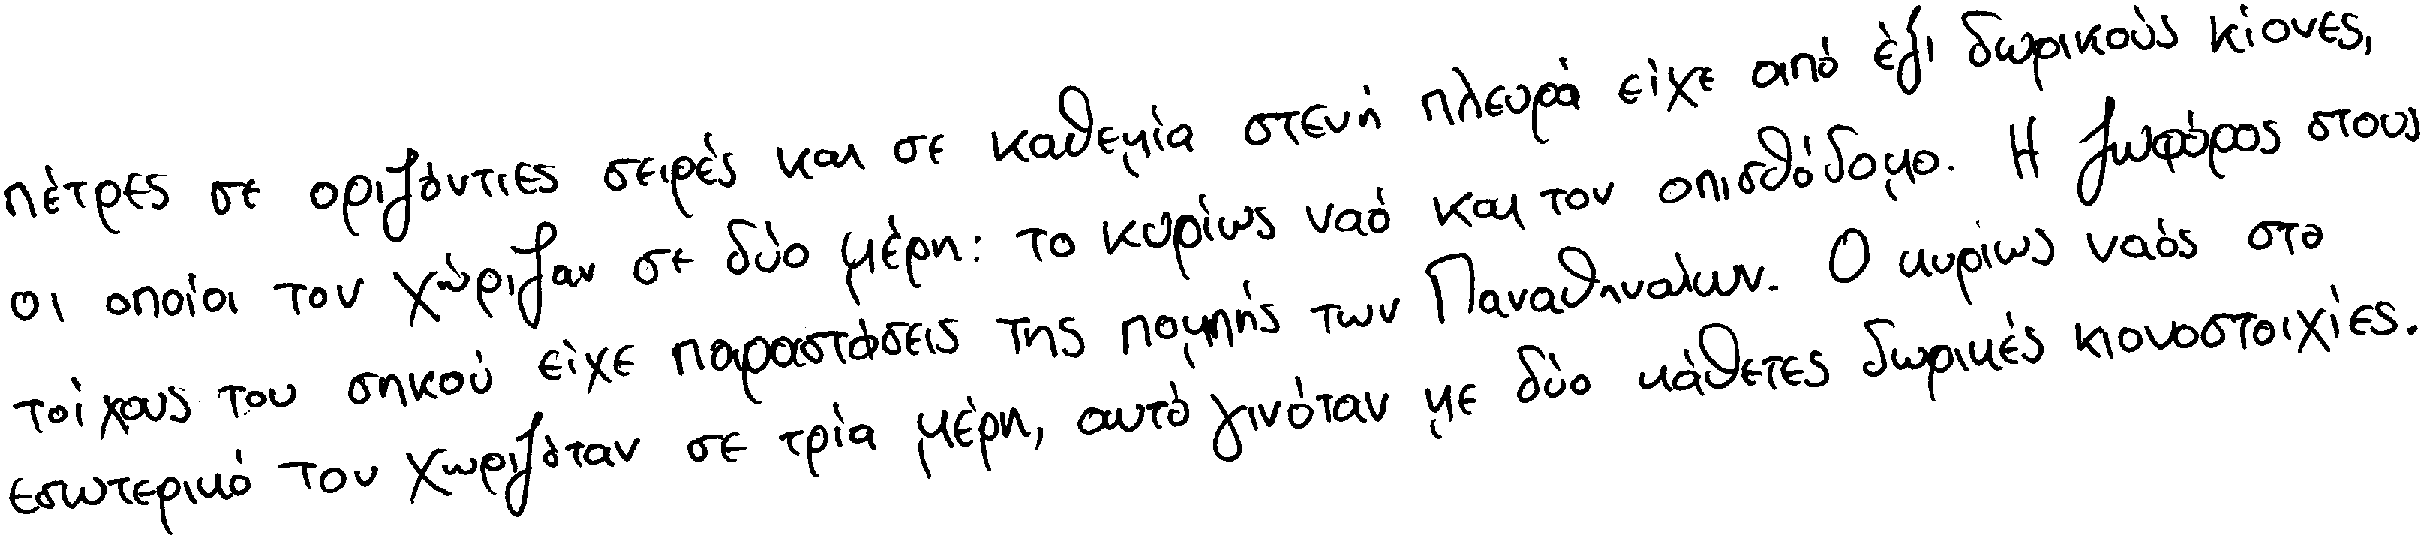 πέτρες σε οριζόντιες σειρές και σε καθεμία στενή πλευρά είχε από έξι δωρικούς κίονες,
οι οποίοι τον χώριζαν σε δύο μέρη: το κυρίως ναό και τον οπισθόδομο. Η ζωφόρος στους
τοίχους του σηκού είχε παραστάσεις της πομπής των Παναθηναίων. Ο κυρίως ναός στο
εσωτερικό του χωριζόταν σε τρία μέρη, αυτό γινόταν με δύο κάθετες δωρικές κιονοστοιχίες.